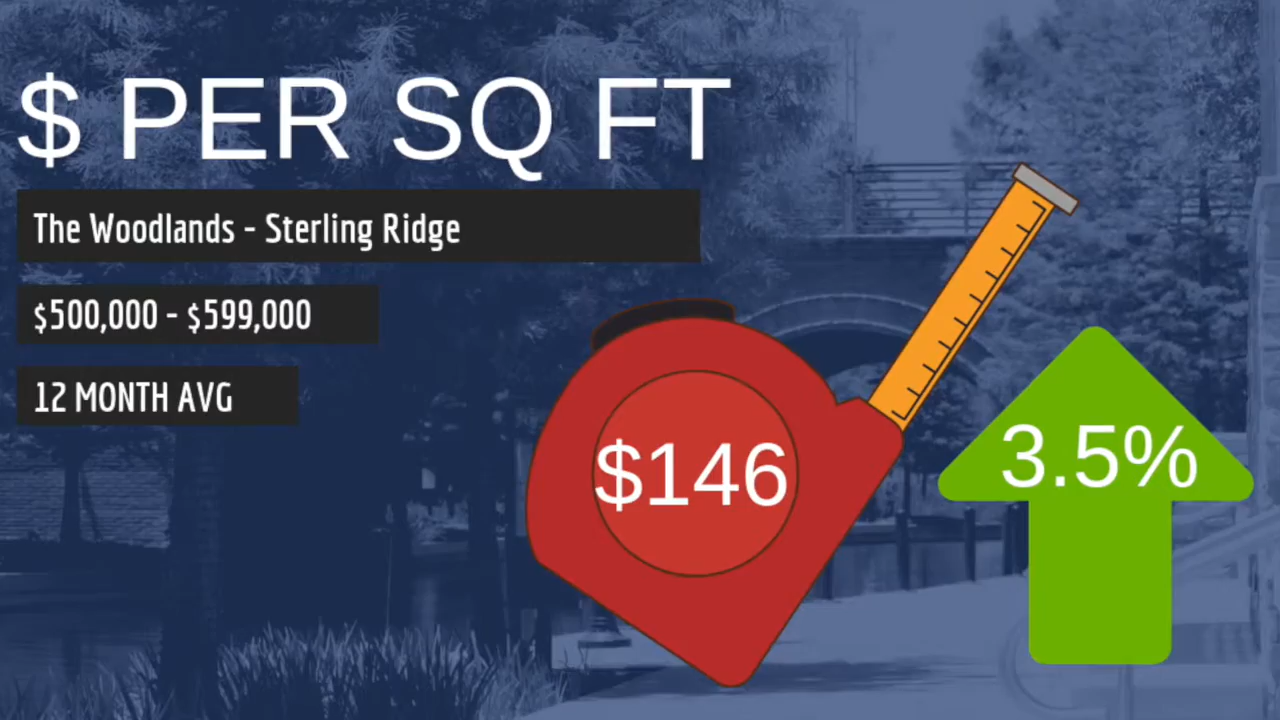 $ PER SQ FT
The Woodlands - Sterling Ridge
$500,000 - $599,000
12 MONTH AVG
$146
3.5%